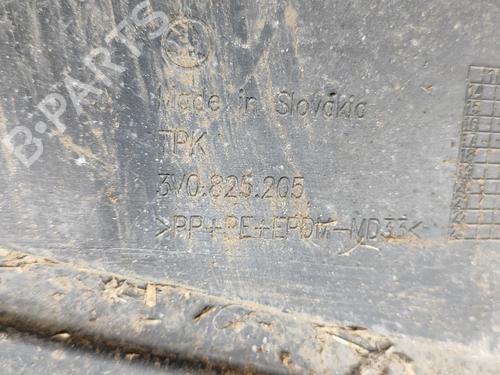 B-PARTS
Made in Slovakia
TPK
3V0.825.205
>PP+PE+EPDM-MD33<